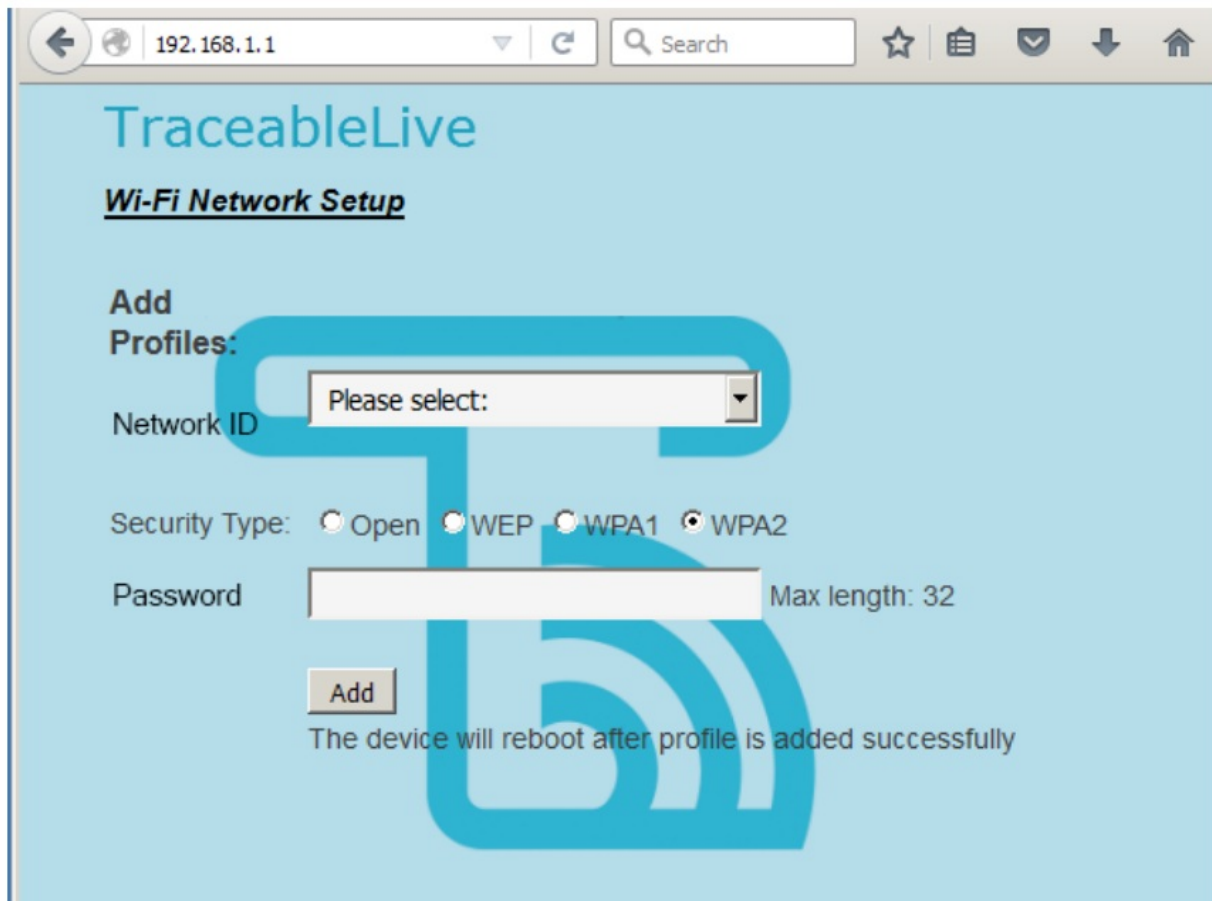 192.168.1.1
Search
TraceableLive
Wi-Fi Network Setup
Add
Profiles:
Please select:
Network ID
Security Type: Open WEP WPA1 WPA2
Password Max length: 32
Add
The device will reboot after profile is added successfully